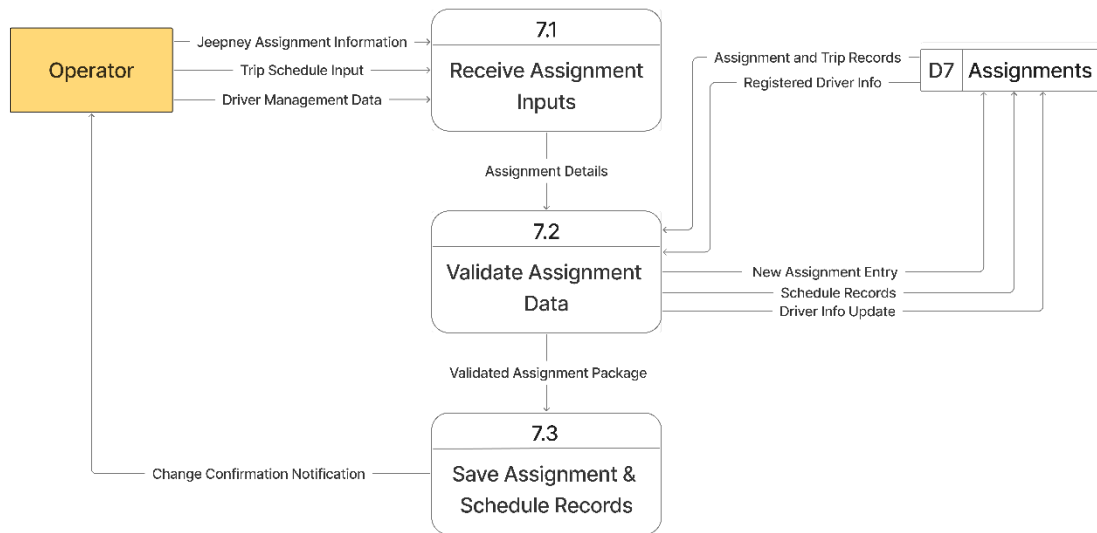 Operator
Jeepney Assignment Information
Trip Schedule Input
Driver Management Data
7.1
Receive Assignment
Inputs
Assignment and Trip Records
Registered Driver Info
D7
Assignments
Assignment Details
7.2
Validate Assignment
Data
New Assignment Entry
Schedule Records
Driver Info Update
Validated Assignment Package
7.3
Save Assignment &
Schedule Records
Change Confirmation Notification